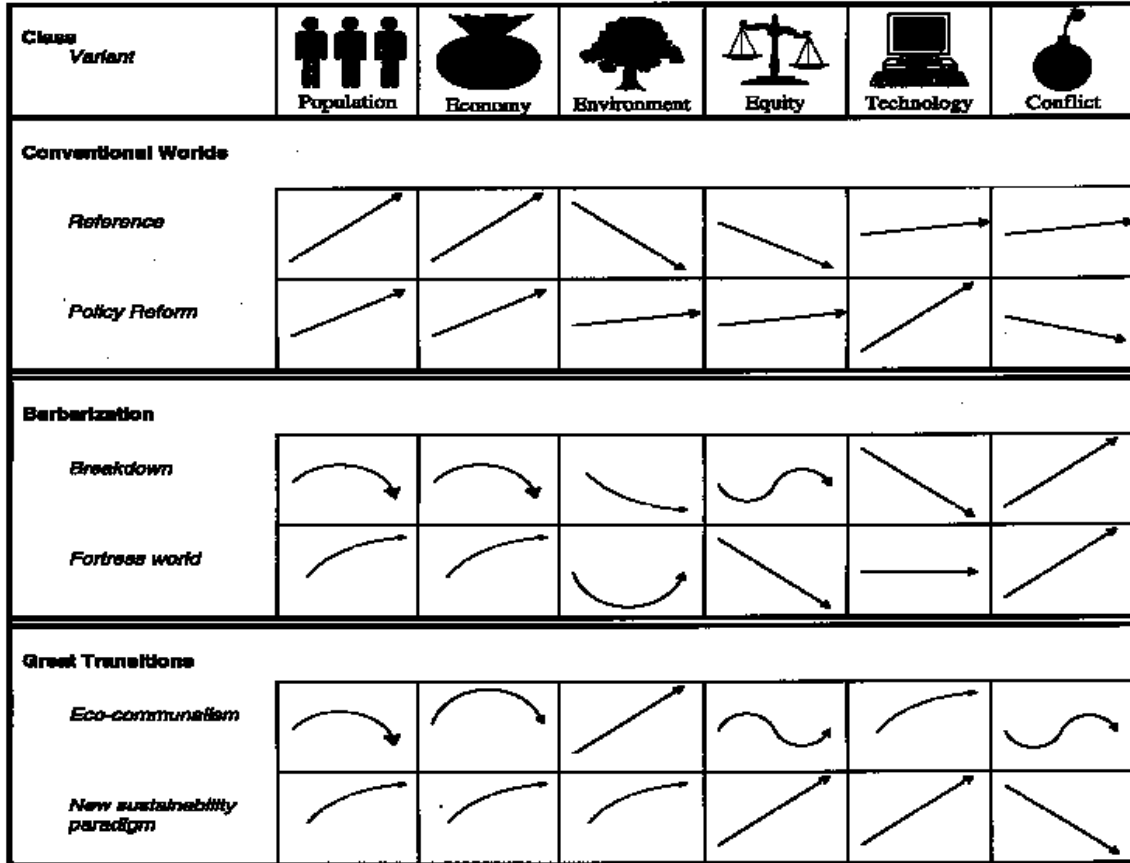 Class
Variant
Population
Economy
Environment
Equity
Technology
Conflict
Conventional Worlds
Reference
Policy Reform
Barbarization
Breakdown
Fortress world
Great Transitions
Eco-communalism
New sustainability
paradigm